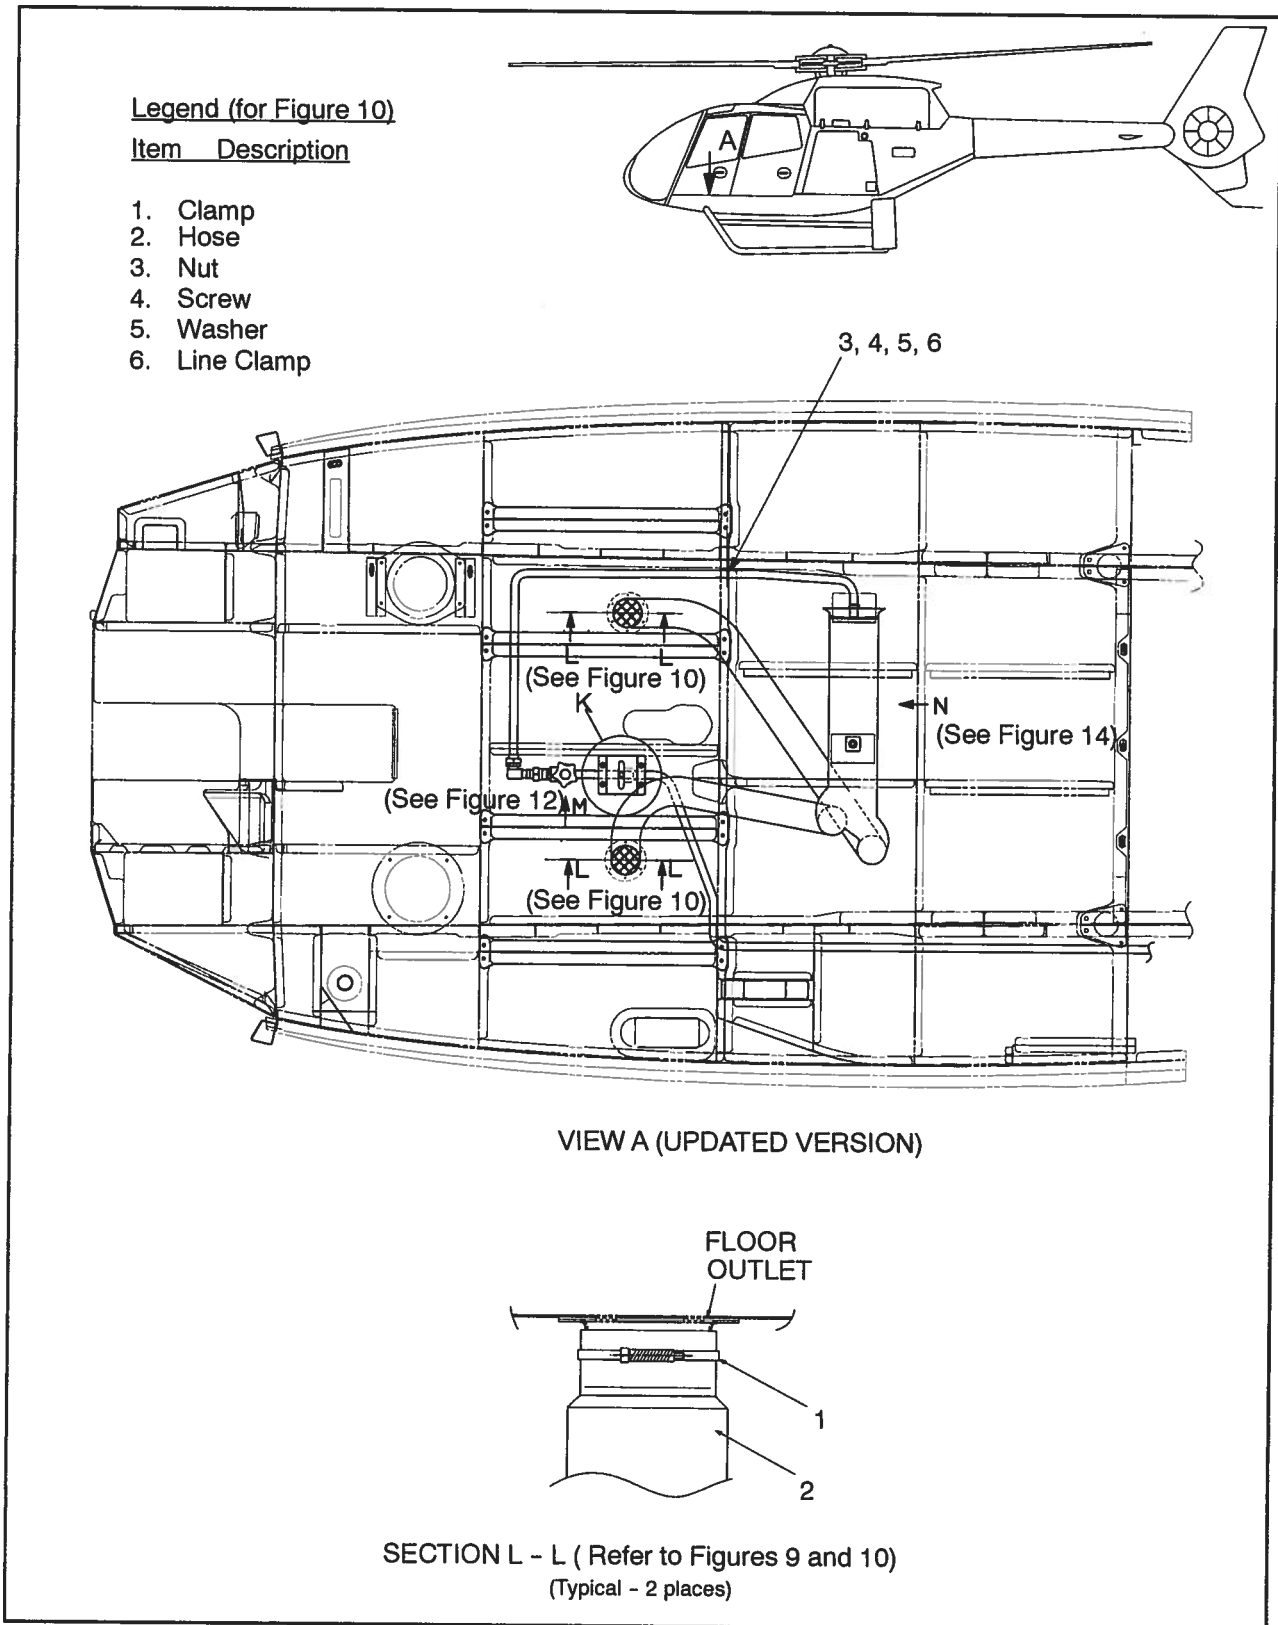 Legend (for Figure 10)
Item Description
1. Clamp
2. Hose
3. Nut
4. Screw
5. Washer
6. Line Clamp
A
3, 4, 5, 6
L L
(See Figure 10)
K
N
(See Figure 14)
(See Figure 12)
M
L L
(See Figure 10)
VIEW A (UPDATED VERSION)
FLOOR
OUTLET
1
2
SECTION L - L ( Refer to Figures 9 and 10)
(Typical - 2 places)